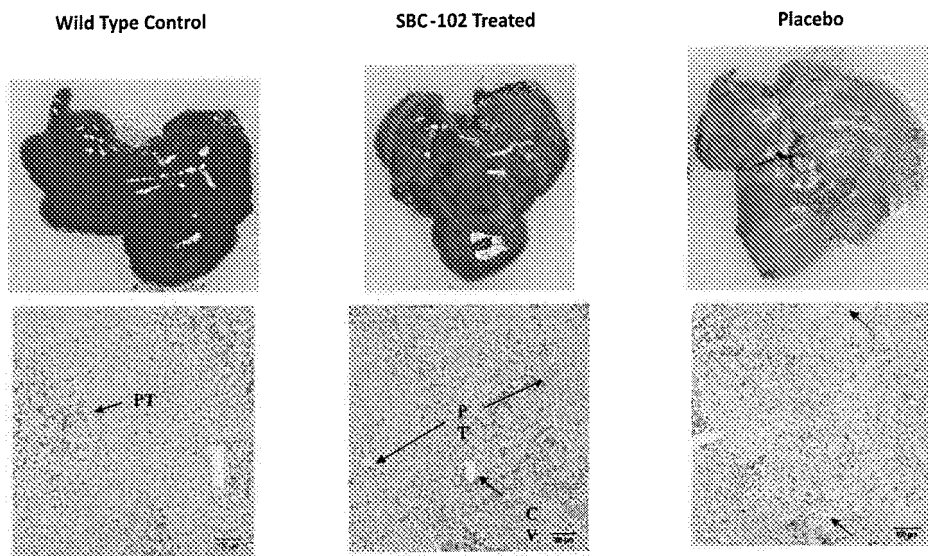 Wild Type Control
SBC-102 Treated
Placebo
PT
P
T
C
V